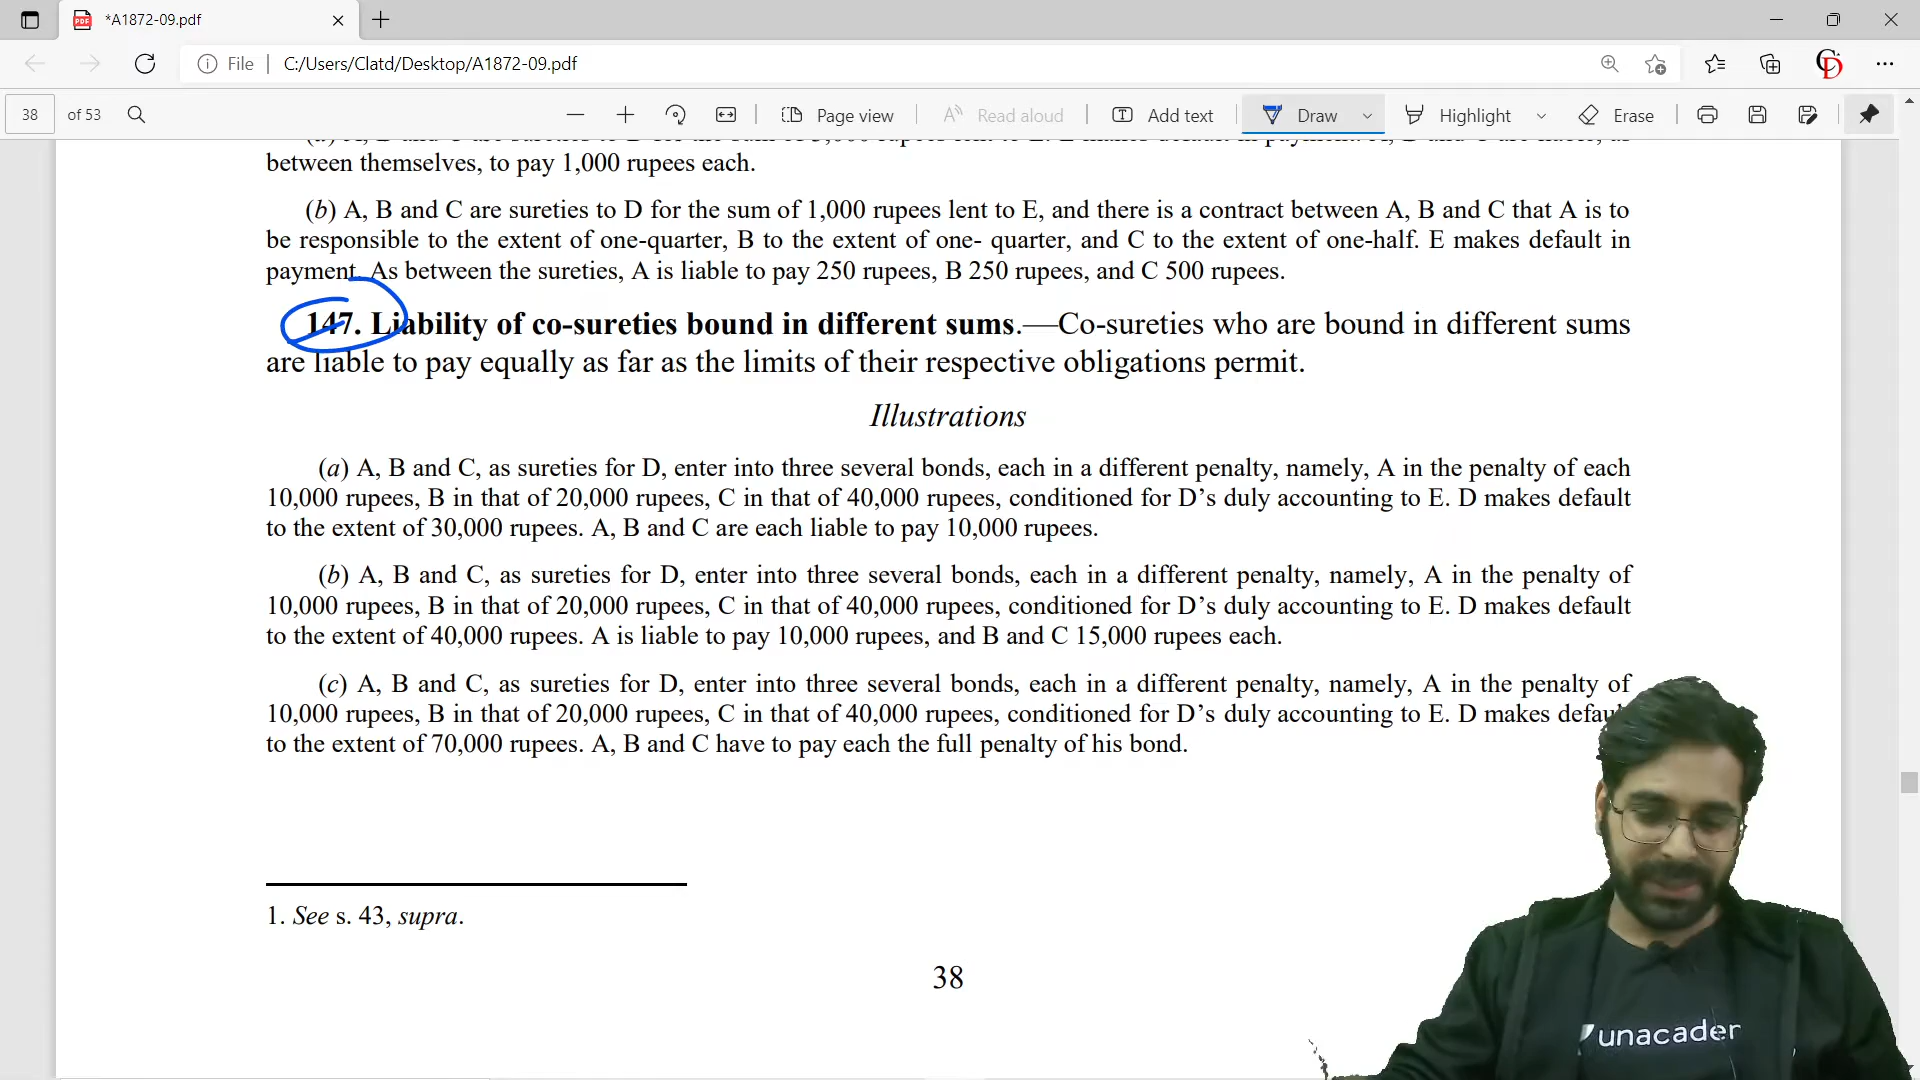 *A1872-09.pdf
File
C:/Users/Clatd/Desktop/A1872-09.pdf
CD
38 of 53
Page view
Read aloud
Add text
Draw
Highlight
Erase
between themselves, to pay 1,000 rupees each.
(b) A, B and C are sureties to D for the sum of 1,000 rupees lent to E, and there is a contract between A, B and C that A is to
be responsible to the extent of one-quarter, B to the extent of one- quarter, and C to the extent of one-half. E makes default in
payment. As between the sureties, A is liable to pay 250 rupees, B 250 rupees, and C 500 rupees.
147. Liability of co-sureties bound in different sums.—Co-sureties who are bound in different sums
are liable to pay equally as far as the limits of their respective obligations permit.
Illustrations
(a) A, B and C, as sureties for D, enter into three several bonds, each in a different penalty, namely, A in the penalty of each
10,000 rupees, B in that of 20,000 rupees, C in that of 40,000 rupees, conditioned for D's duly accounting to E. D makes default
to the extent of 30,000 rupees. A, B and C are each liable to pay 10,000 rupees.
(b) A, B and C, as sureties for D, enter into three several bonds, each in a different penalty, namely, A in the penalty of
10,000 rupees, B in that of 20,000 rupees, C in that of 40,000 rupees, conditioned for D's duly accounting to E. D makes default
to the extent of 40,000 rupees. A is liable to pay 10,000 rupees, and B and C 15,000 rupees each.
(c) A, B and C, as sureties for D, enter into three several bonds, each in a different penalty, namely, A in the penalty of
10,000 rupees, B in that of 20,000 rupees, C in that of 40,000 rupees, conditioned for D's duly accounting to E. D makes defau
to the extent of 70,000 rupees. A, B and C have to pay each the full penalty of his bond.
1. See s. 43, supra.
38
unacader